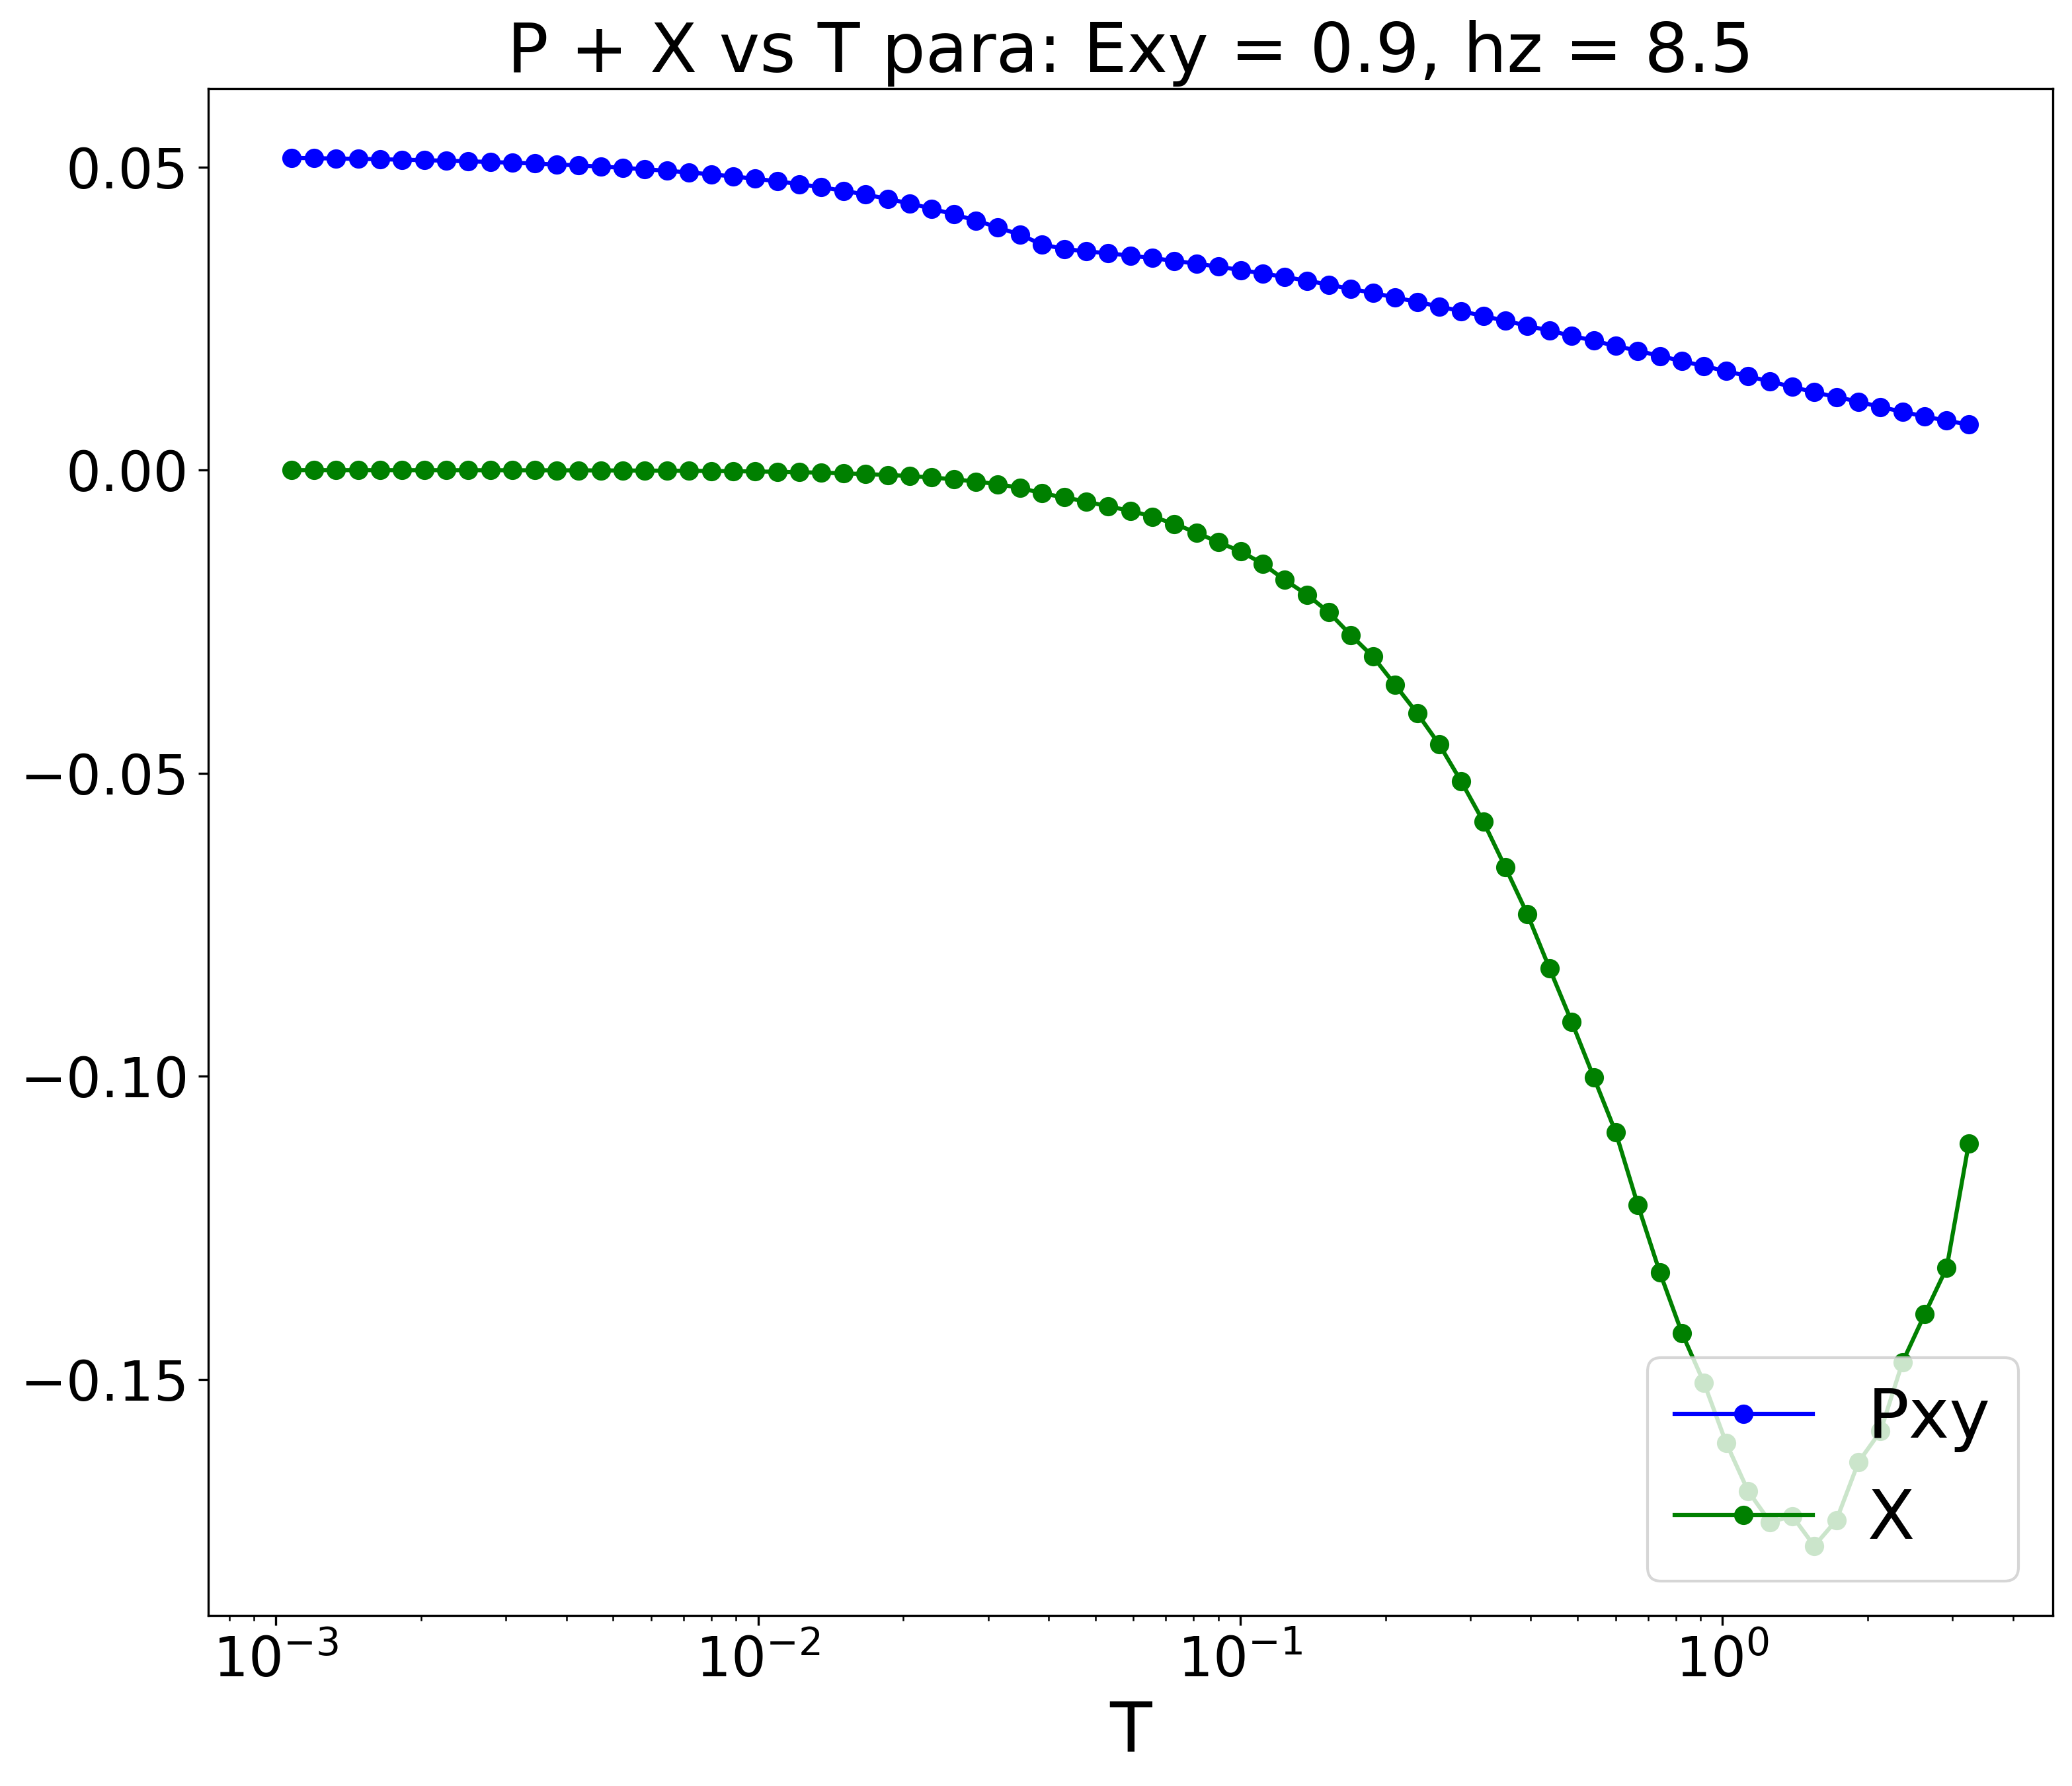 P + X vs T para: Exy = 0.9, hz = 8.5
0.05
0.00
−0.05
−0.10
−0.15
Pxy
X
10⁻³ 10⁻² 10⁻¹ 10⁰
T